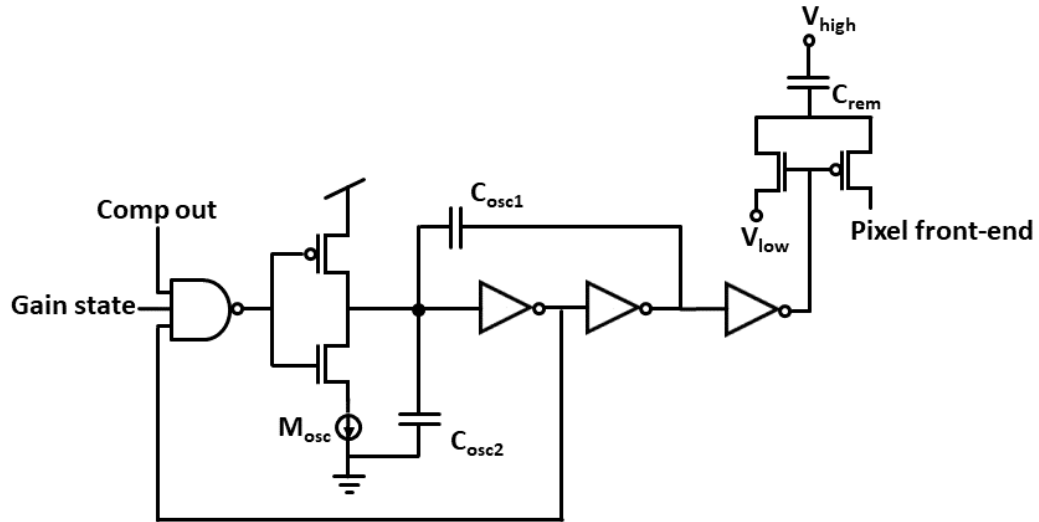 V_high
C_rem
C_osc1
Comp out
V_low
Pixel front-end
Gain state
M_osc
C_osc2